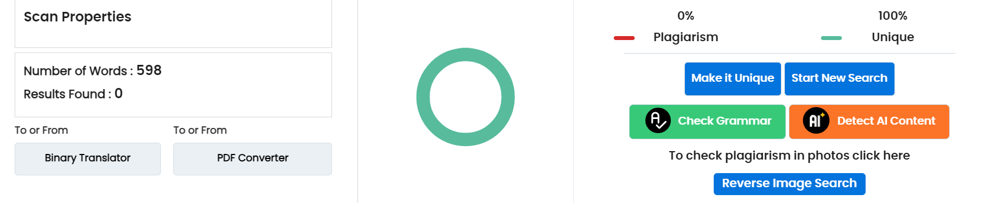 Scan Properties
Number of Words : 598
Results Found : 0
To or From
Binary Translator
To or From
PDF Converter
0%
Plagiarism
100%
Unique
Make it Unique
Start New Search
Check Grammar
AI
Detect AI Content
To check plagiarism in photos click here
Reverse Image Search